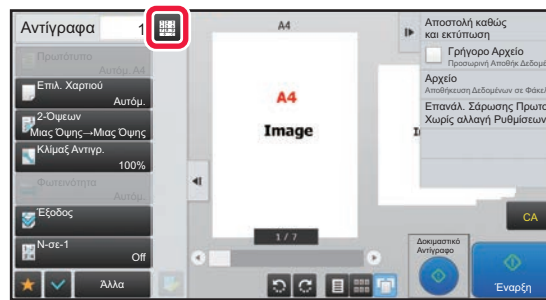 Αντίγραφα 1
Πρωτότυπο
Αυτόμ. A4
Επιλ. Χαρτιού
Αυτόμ.
2-Όψεων
Μιας Όψης→Μιας Όψης
Κλίμαξ Αντιγρ.
100%
Φωτεινότητα
Αυτόμ.
Έξοδος
N-σε-1
Off
Άλλα
A4
A4
Image
1 / 7
Αποστολή καθώς
και εκτύπωση
Γρήγορο Αρχείο
Προσωρινή Αποθήκ Δεδομέ
Αρχείο
Αποθήκευση Δεδομένων σε Φάκελ
Επανάλ. Σάρωσης Πρωτο
Χωρίς αλλαγή Ρυθμίσεων
CA
Δοκιμαστικό
Αντίγραφο
Έναρξη